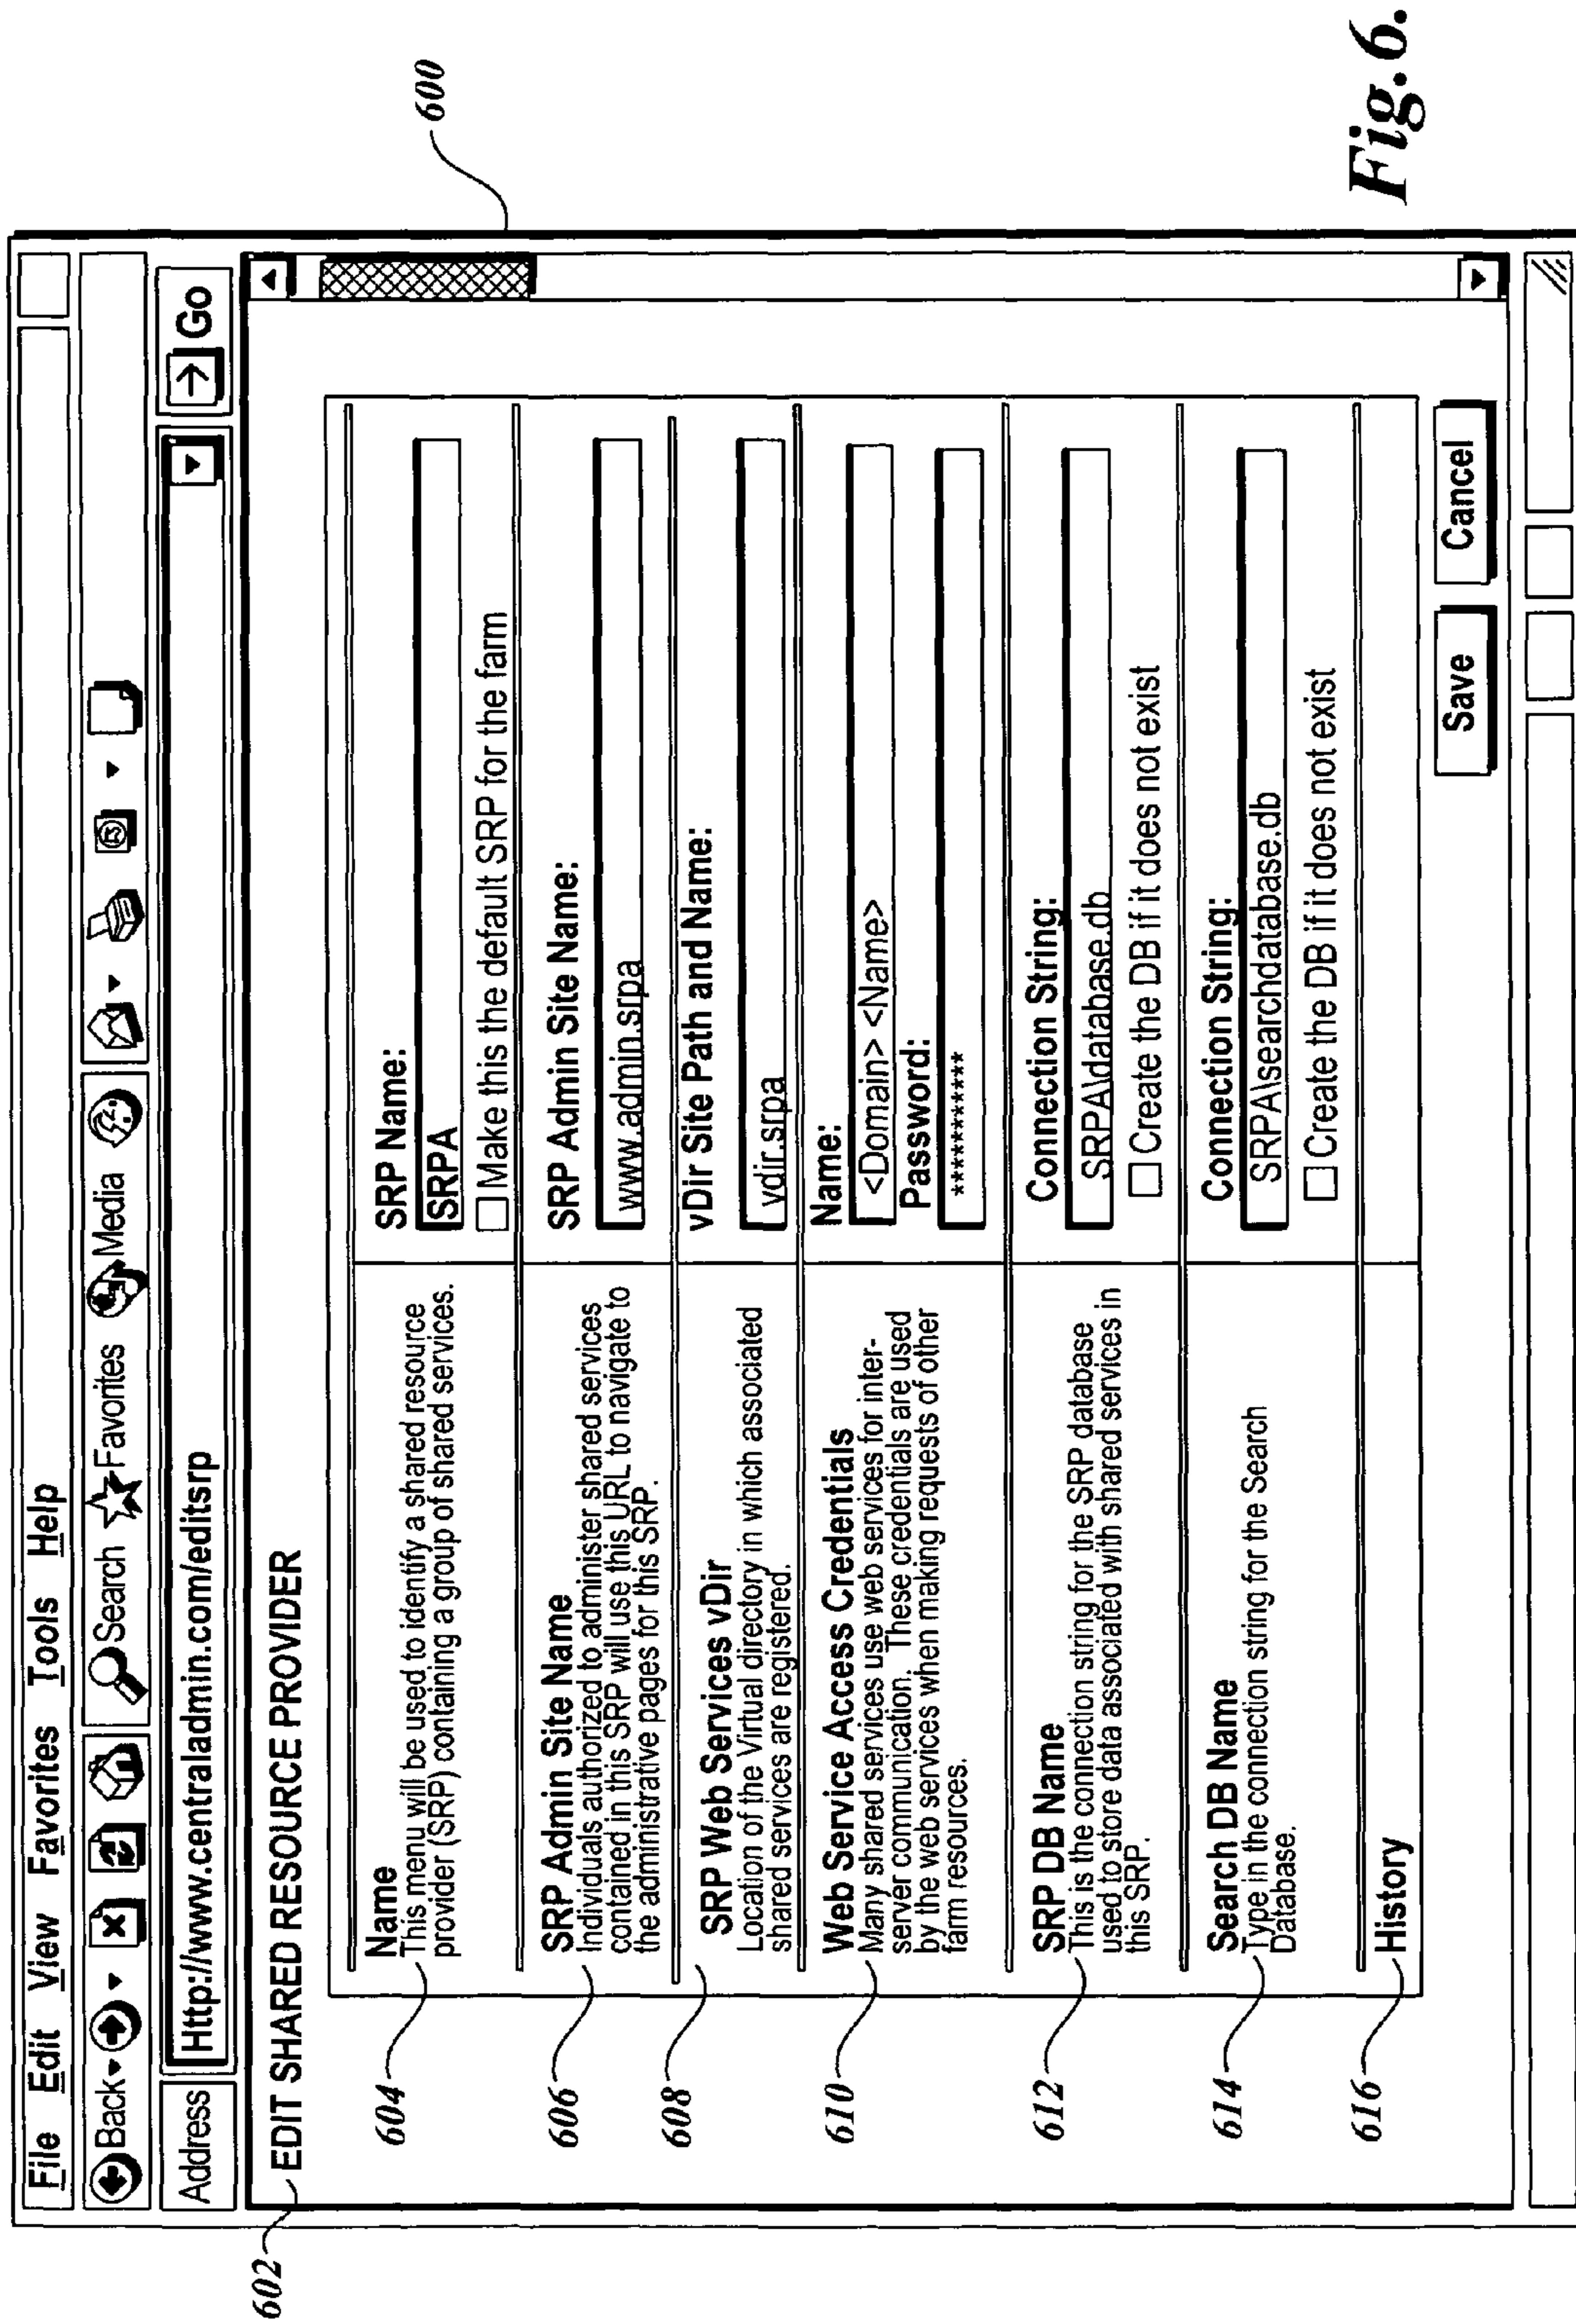 File Edit View Favorites Tools Help
Back Search Favorites Media
Address Http://www.centraladmin.com/editsrp Go
600
602 EDIT SHARED RESOURCE PROVIDER
604 Name
This menu will be used to identify a shared resource
provider (SRP) containing a group of shared services.
SRP Name:
SRPA
Make this the default SRP for the farm
606 SRP Admin Site Name
Individuals authorized to administer shared services
contained in this SRP will use this URL to navigate to
the administrative pages for this SRP.
SRP Admin Site Name:
www.admin.srpa
608 SRP Web Services vDir
Location of the Virtual directory in which associated
shared services are registered.
vDir Site Path and Name:
vdir.srpa
610 Web Service Access Credentials
Many shared services use web services for inter-
server communication. These credentials are used
by the web services when making requests of other
farm resources.
Name:
<Domain> <Name>
Password:
***********
612 SRP DB Name
This is the connection string for the SRP database
used to store data associated with shared services in
this SRP.
Connection String:
SRPA\database.db
Create the DB if it does not exist
614 Search DB Name
Type in the connection string for the Search
Database.
Connection String:
SRPA\searchdatabase.db
Create the DB if it does not exist
616 History
Save Cancel
Fig.6.